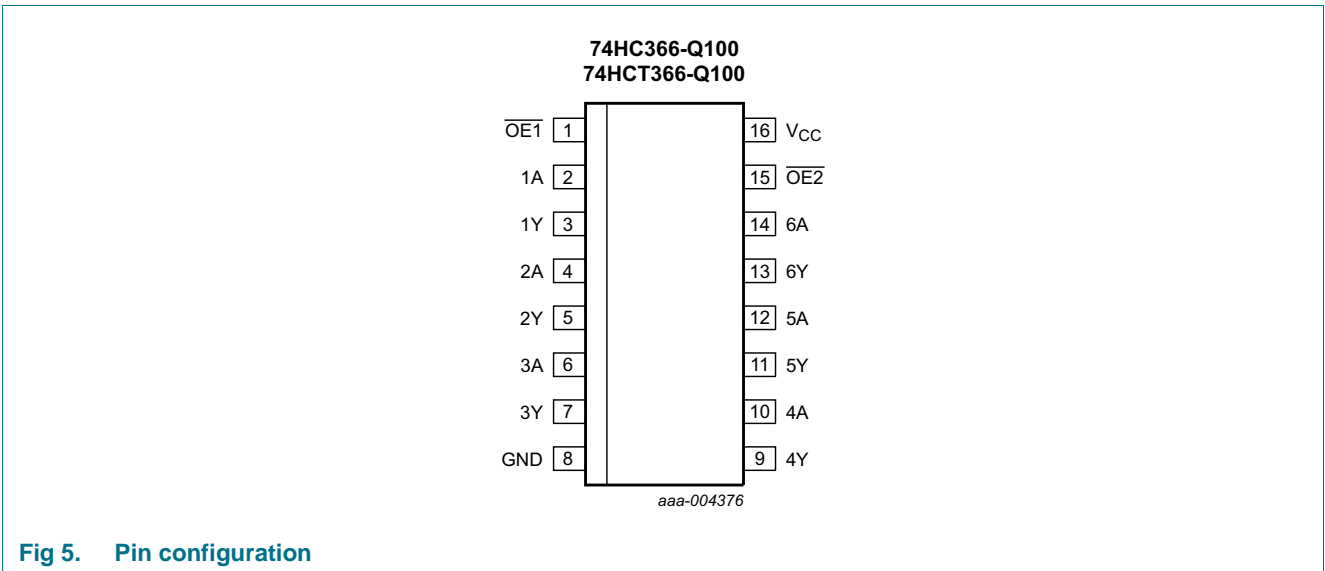 74HC366-Q100
74HCT366-Q100
OE1 1 16 VCC
1A 2 15 OE2
1Y 3 14 6A
2A 4 13 6Y
2Y 5 12 5A
3A 6 11 5Y
3Y 7 10 4A
GND 8 9 4Y
aaa-004376
Fig 5. Pin configuration